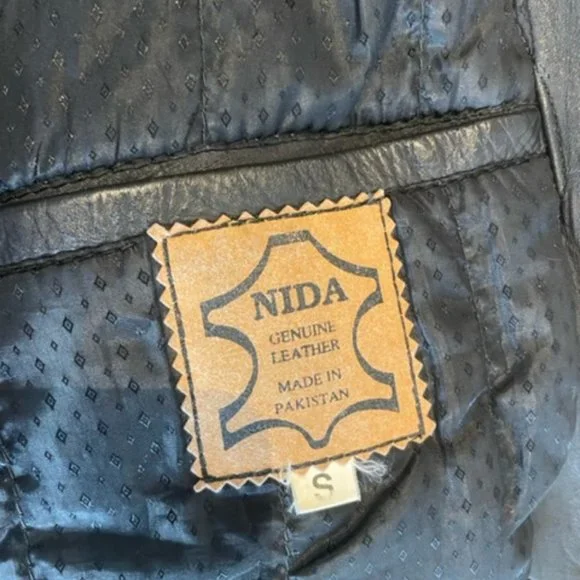 NIDA
GENUINE
LEATHER
MADE IN
PAKISTAN
S